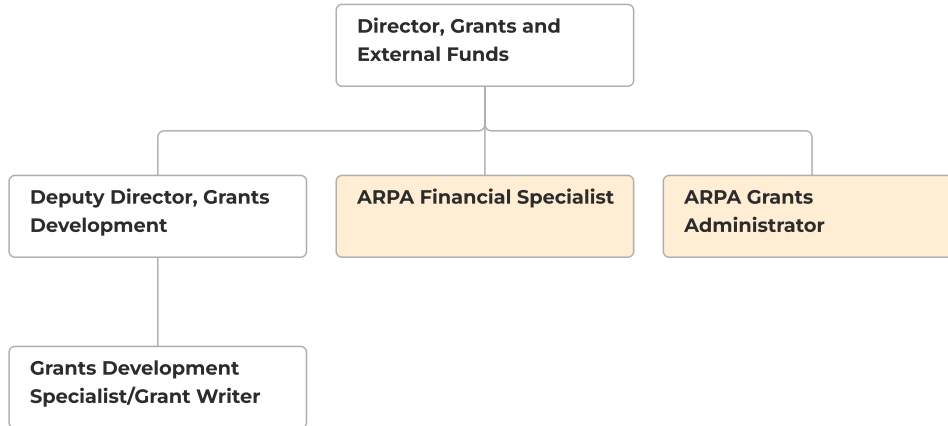 Director, Grants and
External Funds
Deputy Director, Grants
Development
ARPA Financial Specialist
ARPA Grants
Administrator
Grants Development
Specialist/Grant Writer